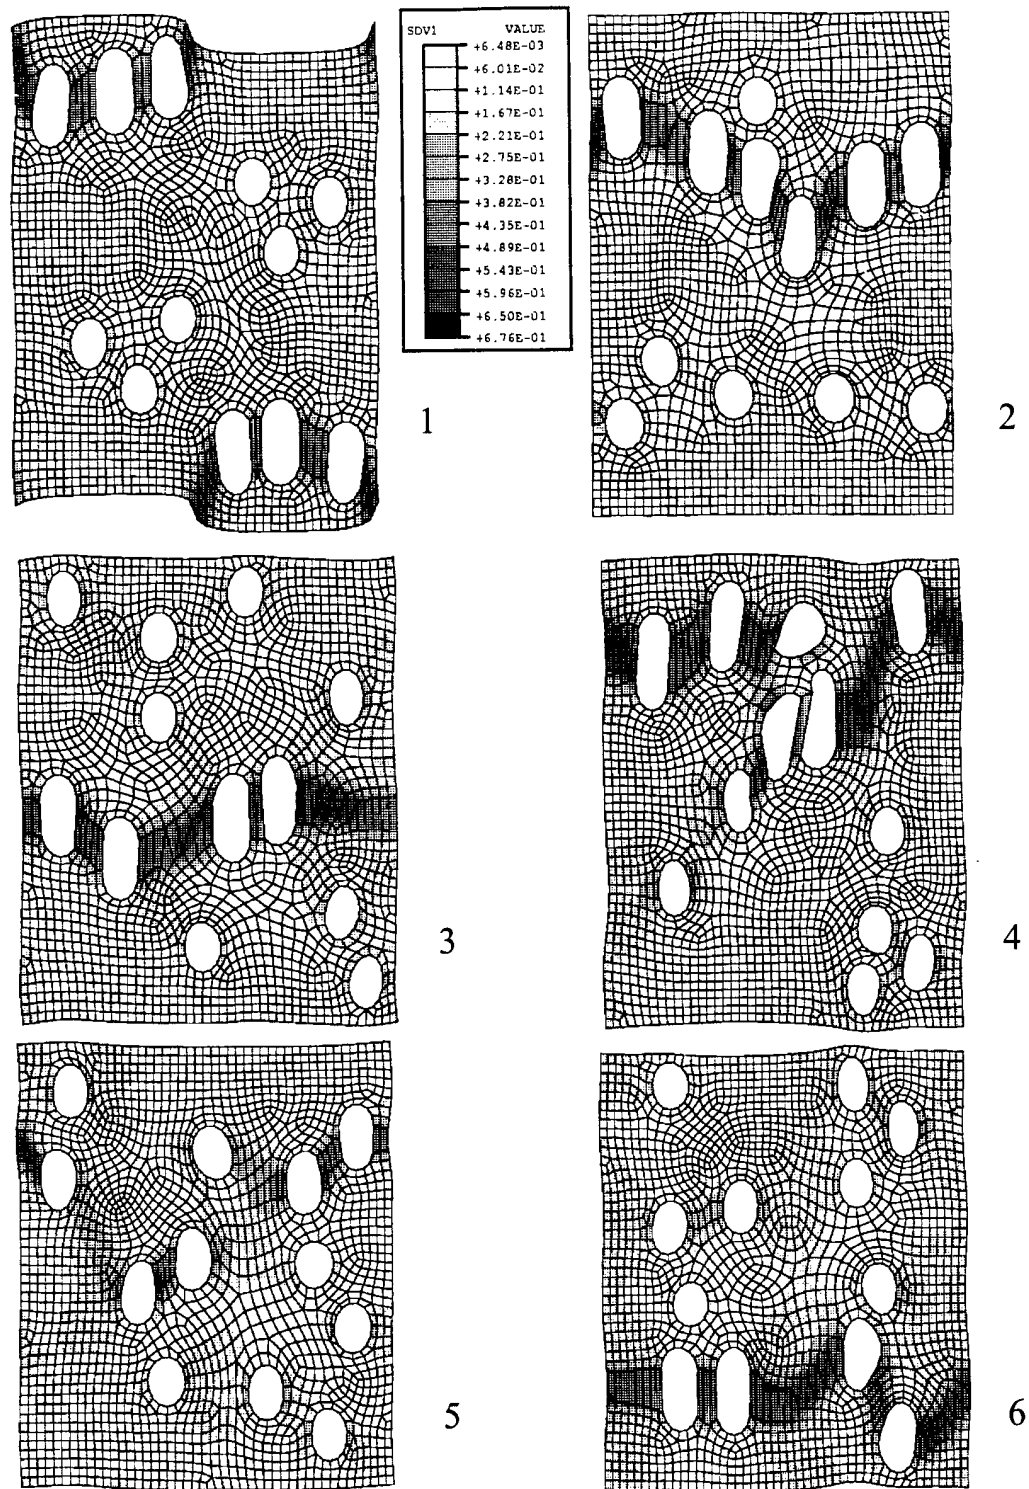 SDV1 VALUE
+6.48E-03
+6.01E-02
+1.14E-01
+1.67E-01
+2.21E-01
+2.75E-01
+3.28E-01
+3.82E-01
+4.35E-01
+4.89E-01
+5.43E-01
+5.96E-01
+6.50E-01
+6.76E-01
1
2
3
4
5
6